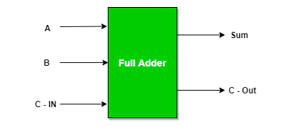 A
Sum
B
Full Adder
C - IN
C - Out